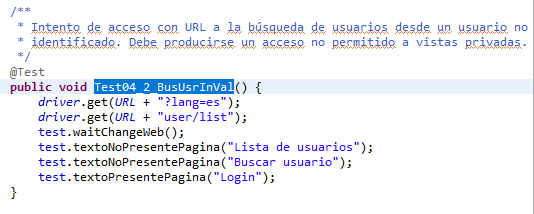 /**
 * Intento de acceso con URL a la búsqueda de usuarios desde un usuario no
 * identificado. Debe producirse un acceso no permitido a vistas privadas.
 */
@Test
public void Test04_2_BusUsrInVal() {
    driver.get(URL + "?lang=es");
    driver.get(URL + "user/list");
    test.waitChangeWeb();
    test.textoNoPresentePagina("Lista de usuarios");
    test.textoNoPresentePagina("Buscar usuario");
    test.textoPresentePagina("Login");
}